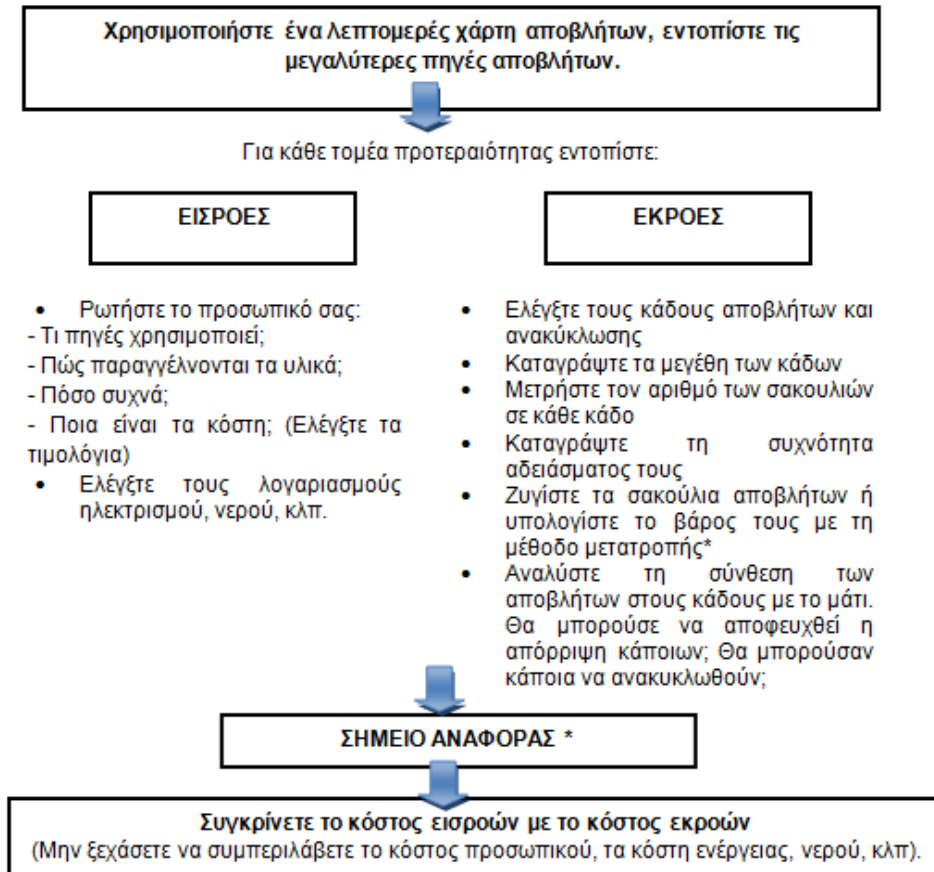 Χρησιμοποιήστε ένα λεπτομερές χάρτη αποβλήτων, εντοπίστε τις
μεγαλύτερες πηγές αποβλήτων.
Για κάθε τομέα προτεραιότητας εντοπίστε:
ΕΙΣΡΟΕΣ
• Ρωτήστε το προσωπικό σας:
- Τι πηγές χρησιμοποιεί;
- Πώς παραγγέλνονται τα υλικά;
- Πόσο συχνά;
- Ποια είναι τα κόστη; (Ελέγξτε τα
τιμολόγια)
• Ελέγξτε τους λογαριασμούς
ηλεκτρισμού, νερού, κλπ.
ΕΚΡΟΕΣ
• Ελέγξτε τους κάδους αποβλήτων και
ανακύκλωσης
• Καταγράψτε τα μεγέθη των κάδων
• Μετρήστε τον αριθμό των σακουλιών
σε κάθε κάδο
• Καταγράψτε τη συχνότητα
αδειάσματος τους
• Ζυγίστε τα σακούλια αποβλήτων ή
υπολογίστε το βάρος τους με τη
μέθοδο μετατροπής*
• Αναλύστε τη σύνθεση των
αποβλήτων στους κάδους με το μάτι.
Θα μπορούσε να αποφευχθεί η
απόρριψη κάποιων; Θα μπορούσαν
κάποια να ανακυκλωθούν;
ΣΗΜΕΙΟ ΑΝΑΦΟΡΑΣ *
Συγκρίνετε το κόστος εισροών με το κόστος εκροών
(Μην ξεχάσετε να συμπεριλάβετε το κόστος προσωπικού, τα κόστη ενέργειας, νερού, κλπ).